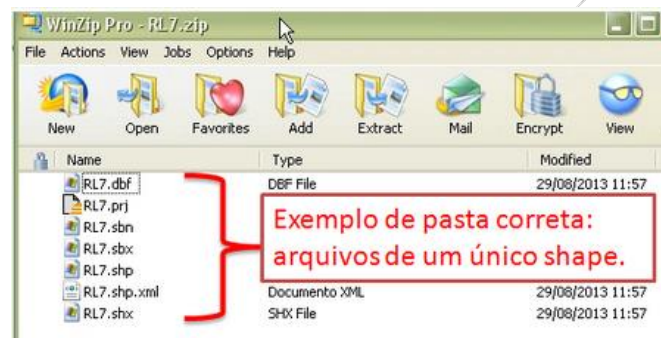 WinZip Pro - RL7.zip
File Actions View Jobs Options Help
New Open Favorites Add Extract Mail Encrypt View
Name Type Modified
RL7.dbf DBF File 29/08/2013 11:57
RL7.prj
RL7.sbn
RL7.sbx
RL7.shp
RL7.shp.xml Documento XML 29/08/2013 11:57
RL7.shx SHX File 29/08/2013 11:57
Exemplo de pasta correta:
arquivos de um único shape.